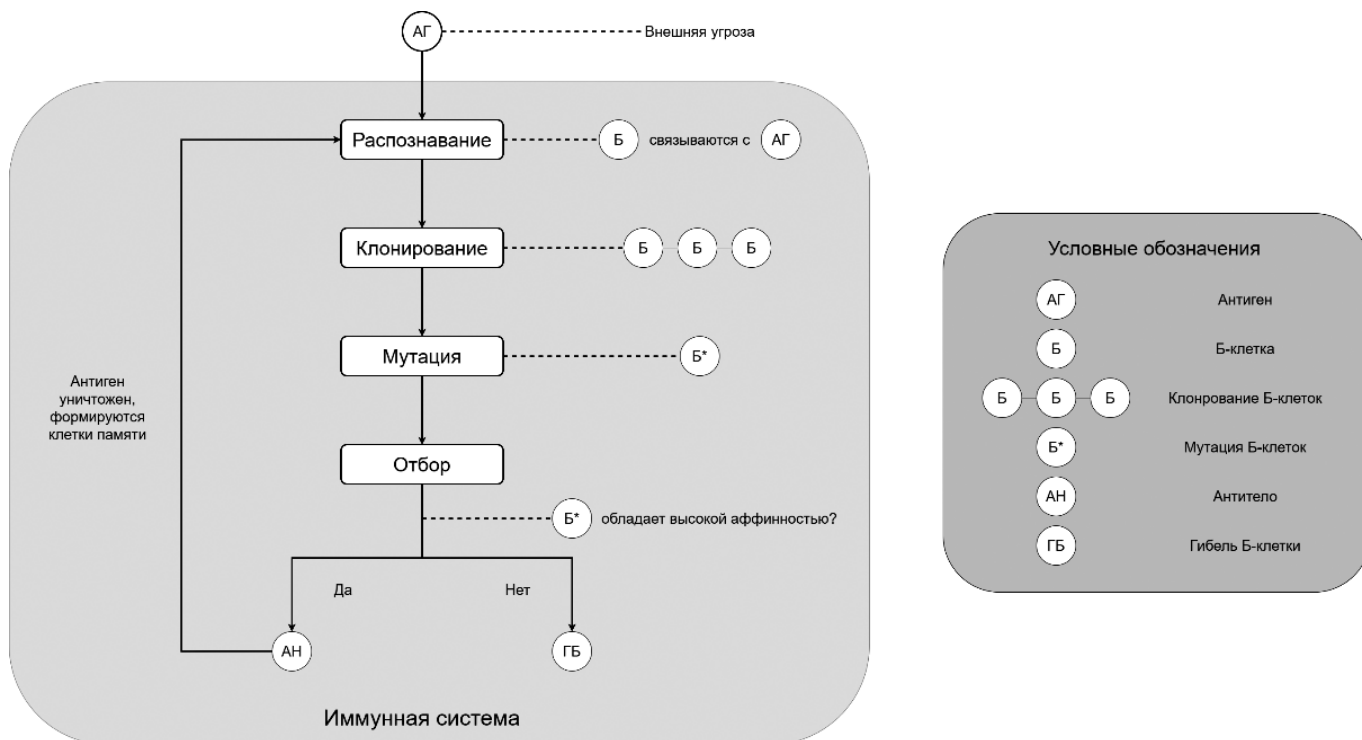 АГ
Внешняя угроза
Распознавание
Б связываются с АГ
Клонирование
Б Б Б
Мутация
Б*
Антиген
уничтожен,
формируются
клетки памяти
Отбор
Б* обладает высокой аффинностью?
Да
Нет
АН
ГБ
Иммунная система
Условные обозначения
АГ Антиген
Б Б-клетка
Б Б Б Клонрование Б-клеток
Б* Мутация Б-клеток
АН Антитело
ГБ Гибель Б-клетки